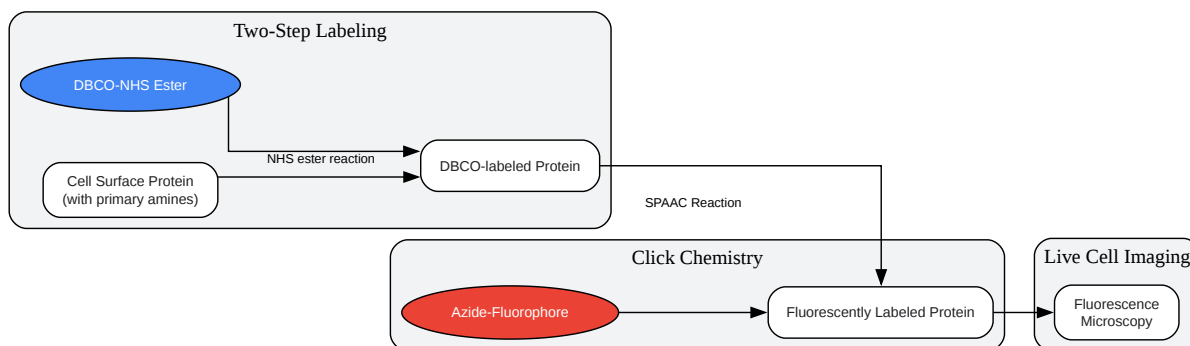 Two-Step Labeling
DBCO-NHS Ester
NHS ester reaction
DBCO-labeled Protein
Cell Surface Protein
(with primary amines)
SPAAC Reaction
Click Chemistry
Live Cell Imaging
Azide-Fluorophore
Fluorescently Labeled Protein
Fluorescence
Microscopy